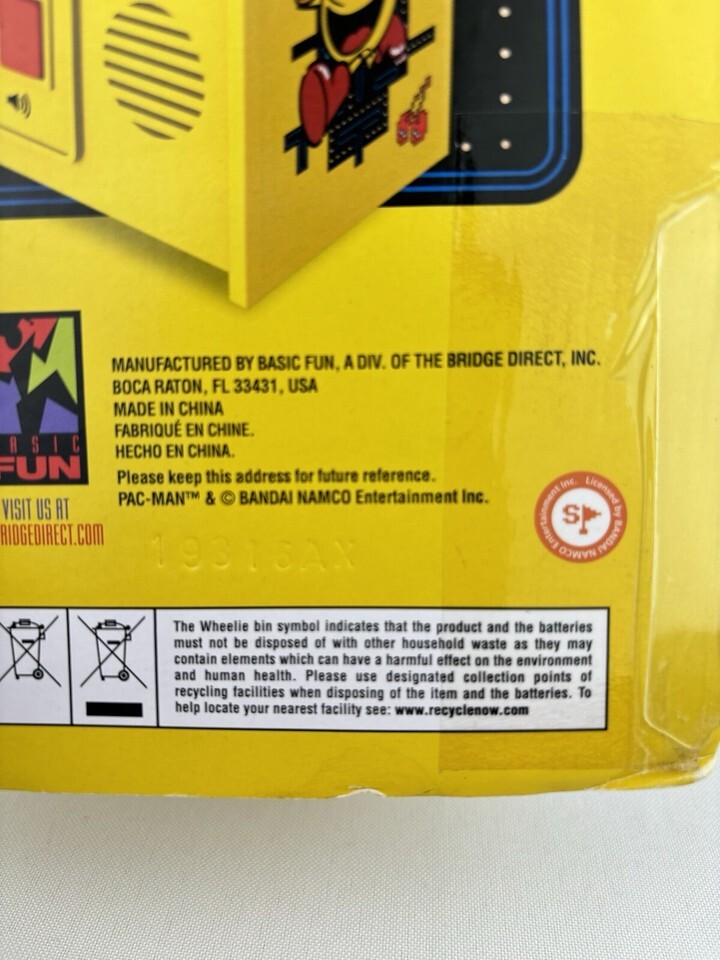 MANUFACTURED BY BASIC FUN, A DIV. OF THE BRIDGE DIRECT, INC.
BOCA RATON, FL 33431, USA
MADE IN CHINA
FABRIQUÉ EN CHINE.
HECHO EN CHINA.
Please keep this address for future reference.
PAC-MAN™ & © BANDAI NAMCO Entertainment Inc.
ASIC
FUN
VISIT US AT
RIDGEDIRECT.COM
Licensed by BANDAI NAMCO Entertainment Inc.
The Wheelie bin symbol indicates that the product and the batteries
must not be disposed of with other household waste as they may
contain elements which can have a harmful effect on the environment
and human health. Please use designated collection points of
recycling facilities when disposing of the item and the batteries. To
help locate your nearest facility see: www.recyclenow.com